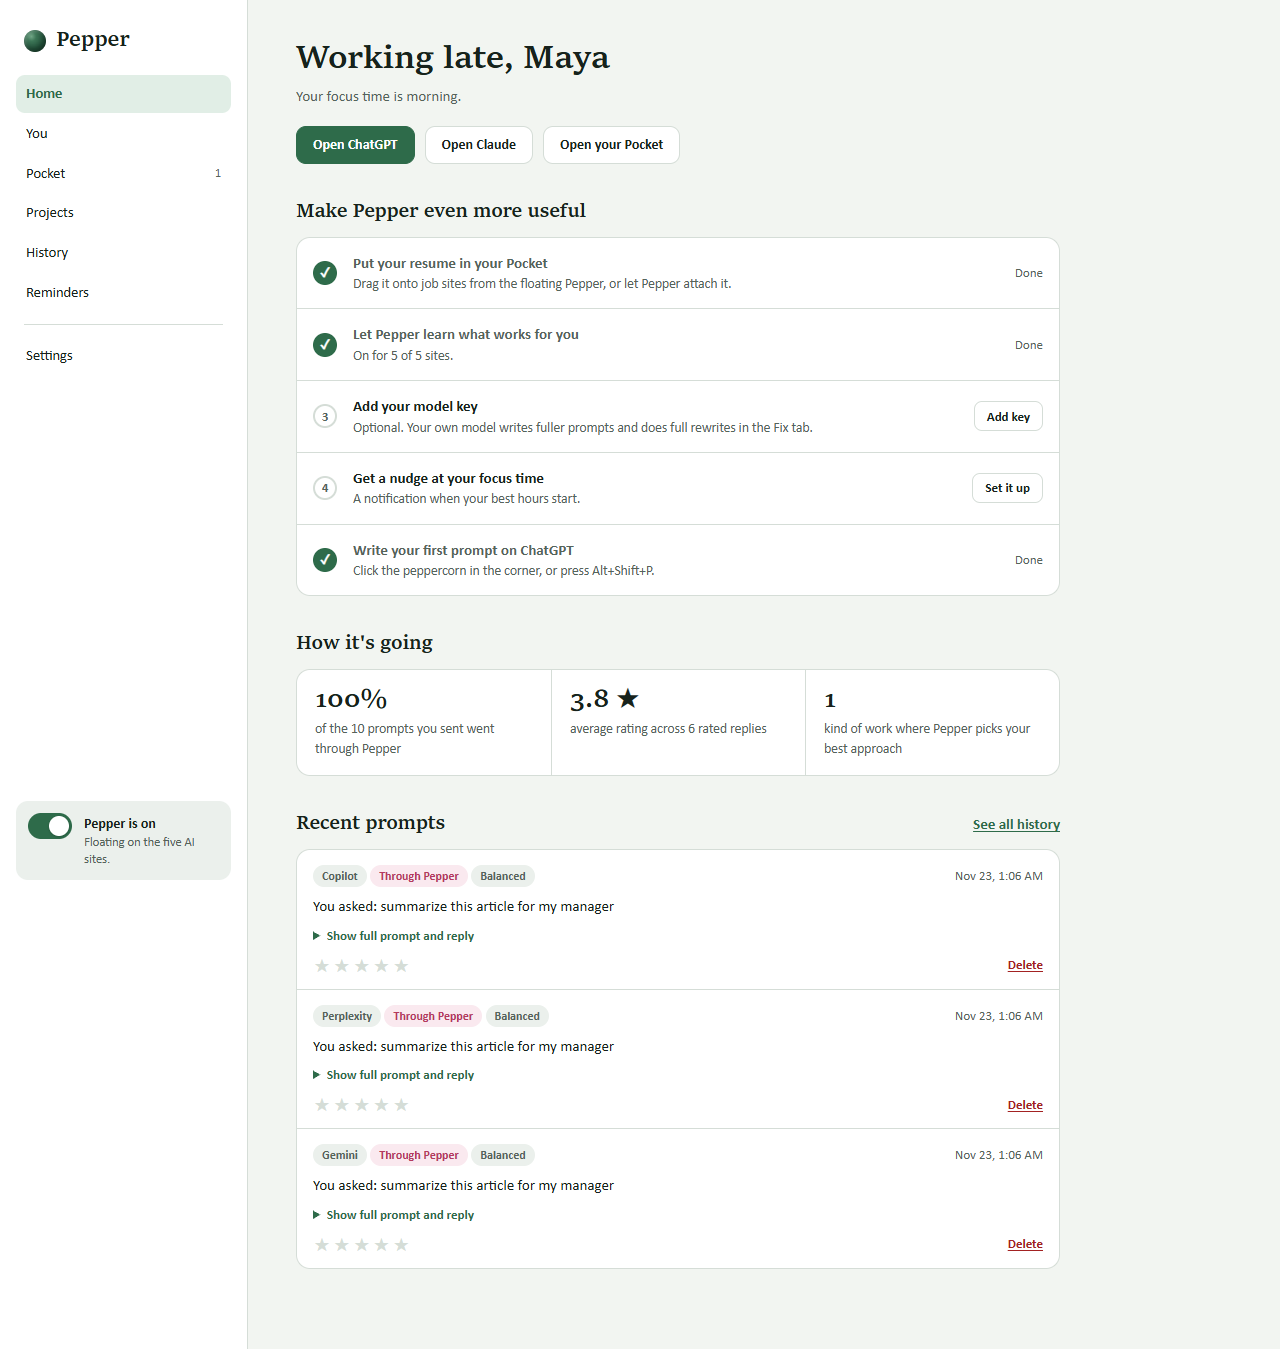 Pepper
Home
You
Pocket 1
Projects
History
Reminders
Settings
Pepper is on
Floating on the five AI
sites.
Working late, Maya
Your focus time is morning.
Open ChatGPT Open Claude Open your Pocket
Make Pepper even more useful
Put your resume in your Pocket
Drag it onto job sites from the floating Pepper, or let Pepper attach it.
Done
Let Pepper learn what works for you
On for 5 of 5 sites.
Done
3
Add your model key
Optional. Your own model writes fuller prompts and does full rewrites in the Fix tab.
Add key
4
Get a nudge at your focus time
A notification when your best hours start.
Set it up
Write your first prompt on ChatGPT
Click the peppercorn in the corner, or press Alt+Shift+P.
Done
How it's going
100%
of the 10 prompts you sent went
through Pepper
3.8 ★
average rating across 6 rated replies
1
kind of work where Pepper picks your
best approach
Recent prompts See all history
Copilot Through Pepper Balanced Nov 23, 1:06 AM
You asked: summarize this article for my manager
Show full prompt and reply
Delete
Perplexity Through Pepper Balanced Nov 23, 1:06 AM
You asked: summarize this article for my manager
Show full prompt and reply
Delete
Gemini Through Pepper Balanced Nov 23, 1:06 AM
You asked: summarize this article for my manager
Show full prompt and reply
Delete